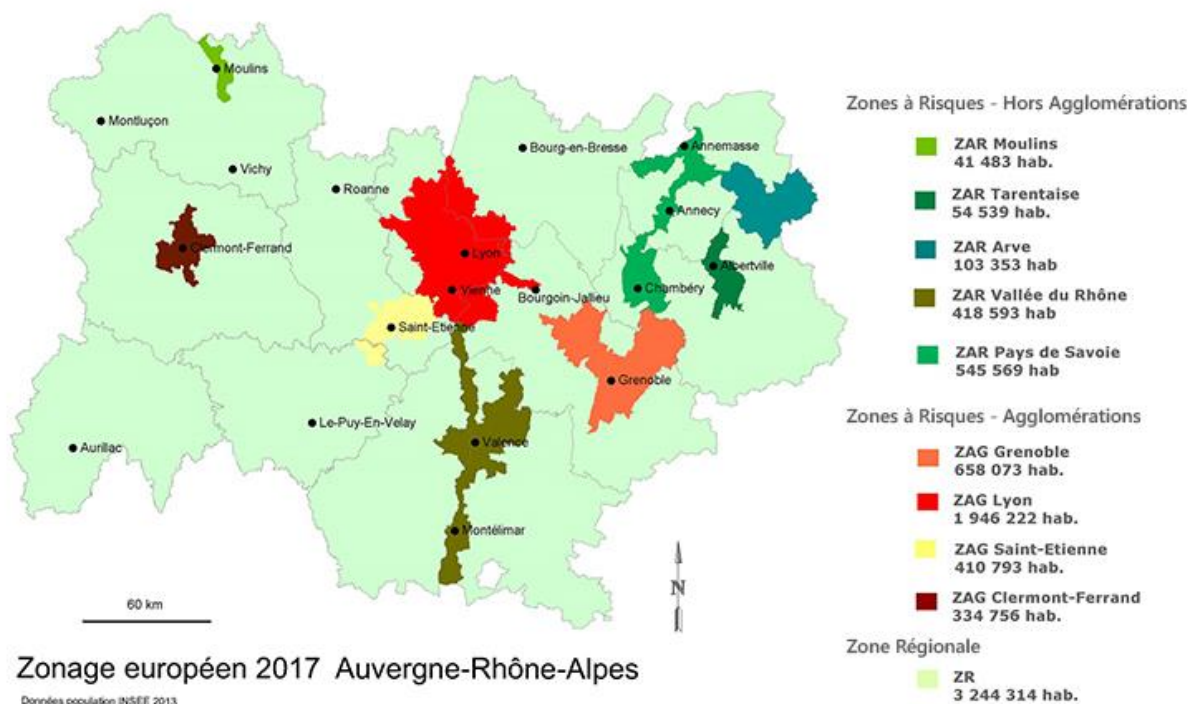 Moulins
Montluçon
Vichy
Bourg-en-Bresse
Annemasse
Roanne
Annecy
Clermont-Ferrand
Lyon
Albertville
Vienne
Bourgoin-Jallieu
Chambéry
Saint-Etienne
Grenoble
Le-Puy-En-Velay
Valence
Aurillac
Montélimar
N
60 km
Zonage européen 2017 Auvergne-Rhône-Alpes
Données population INSEE 2013
Zones à Risques - Hors Agglomérations
ZAR Moulins
41 483 hab.
ZAR Tarentaise
54 539 hab.
ZAR Arve
103 353 hab
ZAR Vallée du Rhône
418 593 hab
ZAR Pays de Savoie
545 569 hab
Zones à Risques - Agglomérations
ZAG Grenoble
658 073 hab.
ZAG Lyon
1 946 222 hab.
ZAG Saint-Etienne
410 793 hab.
ZAG Clermont-Ferrand
334 756 hab.
Zone Régionale
ZR
3 244 314 hab.